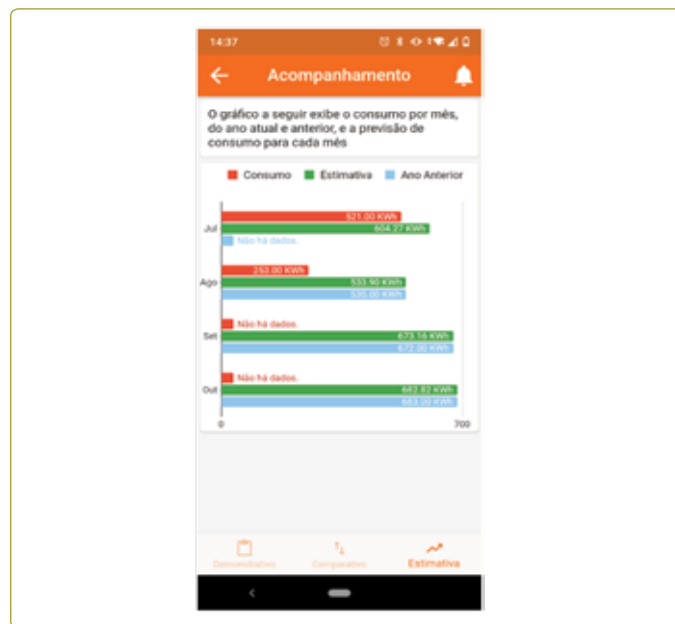 14:37
Acompanhamento
O gráfico a seguir exibe o consumo por mês,
do ano atual e anterior, e a previsão de
consumo para cada mês
Consumo Estimativa Ano Anterior
Jul
521.00 KWh
604.27 KWh
Não há dados.
Ago
253.00 KWh
533.90 KWh
535.00 KWh
Set
Não há dados.
673.16 KWh
672.00 KWh
Out
Não há dados.
682.82 KWh
683.00 KWh
0 700
Demonstrativo Comparativo Estimativa